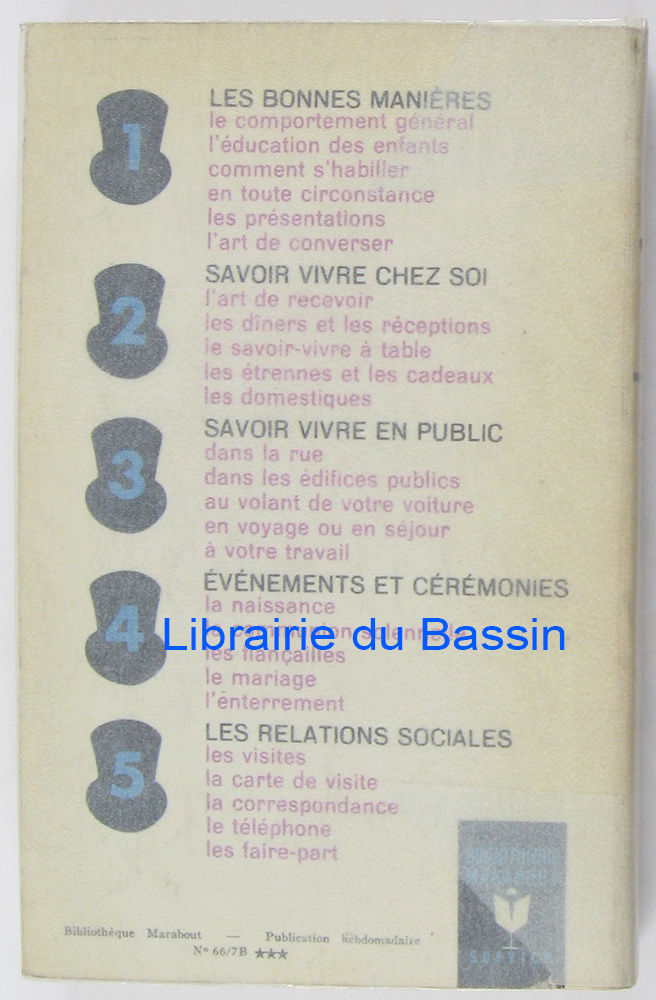 1
LES BONNES MANIÈRES
le comportement général
l'éducation des enfants
comment s'habiller
en toute circonstance
les présentations
l'art de converser
2
SAVOIR VIVRE CHEZ SOI
l'art de recevoir
les dîners et les réceptions
le savoir-vivre à table
les étrennes et les cadeaux
les domestiques
3
SAVOIR VIVRE EN PUBLIC
dans la rue
dans les édifices publics
au volant de votre voiture
en voyage ou en séjour
à votre travail
4
ÉVÉNEMENTS ET CÉRÉMONIES
la naissance
la communion solennelle
Librairie du Bassin
les fiançailles
le mariage
l'énterrement
5
LES RELATIONS SOCIALES
les visites
la carte de visite
la correspondance
le téléphone
les faire-part
Bibliothèque Marabout — Publication hebdomadaire
N° 66/7B ★★★
SERVICE